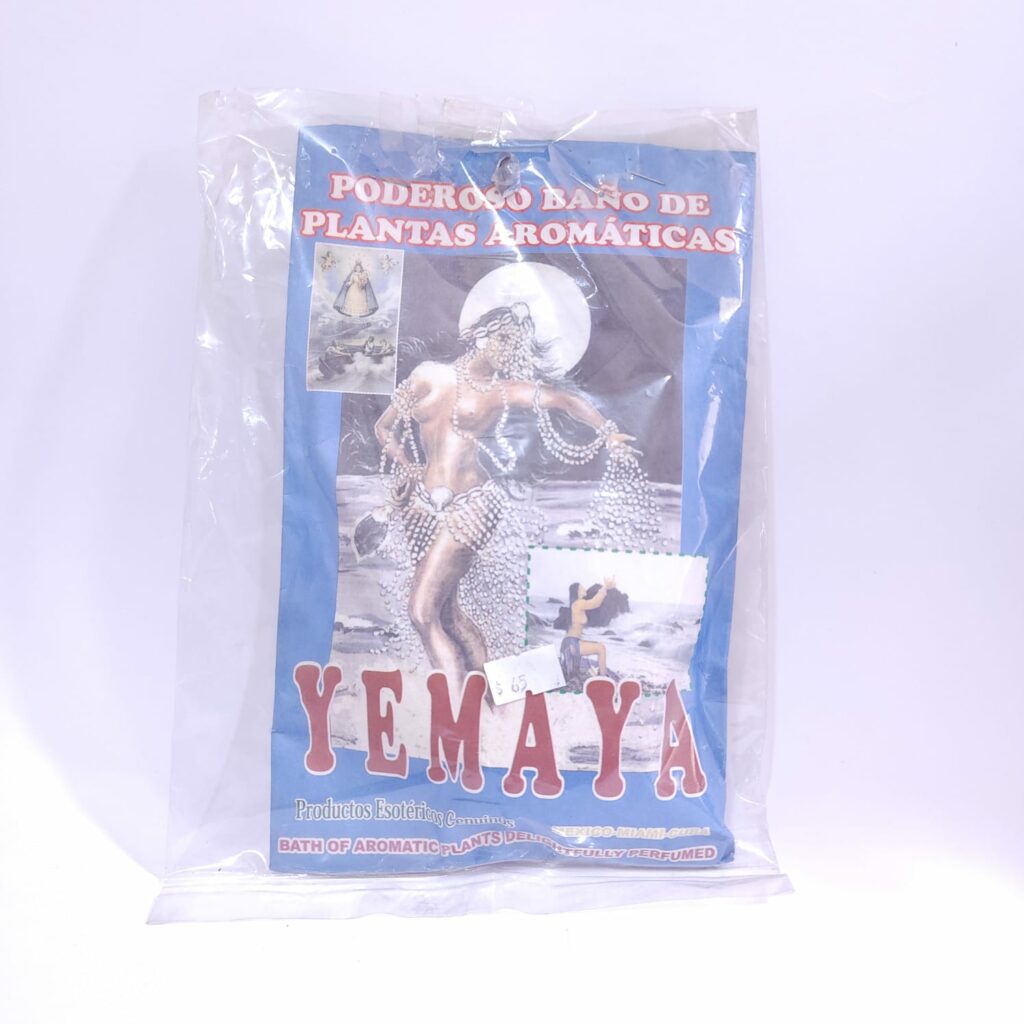 PODEROSO BAÑO DE
PLANTAS AROMÁTICAS
$ 65
YEMAYA
Productos Esotéricos Genuinos
MEXICO-MIAMI-CUBA
BATH OF AROMATIC PLANTS DELIGHTFULLY PERFUMED